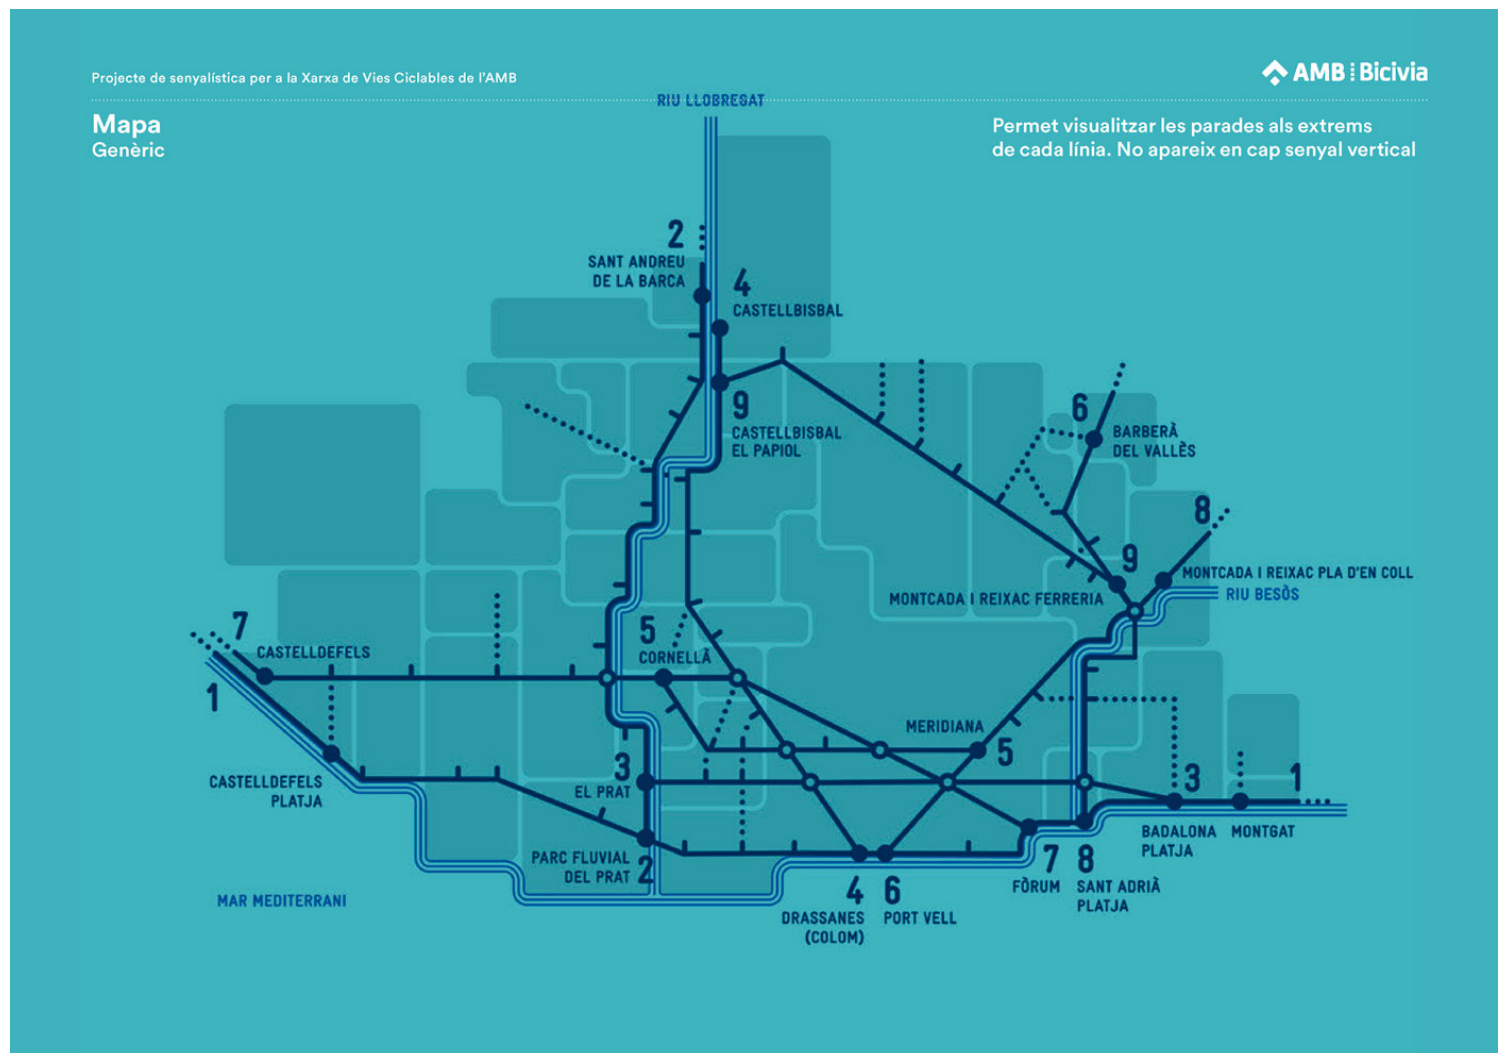 Projecte de senyalística per a la Xarxa de Vies Ciclables de l'AMB
AMB Bicivia
Mapa
Genèric
Permet visualitzar les parades als extrems
de cada línia. No apareix en cap senyal vertical
RIU LLOBREGAT
2
SANT ANDREU
DE LA BARCA
4
CASTELLBISBAL
9
CASTELLBISBAL
EL PAPIOL
6
BARBERÀ
DEL VALLÈS
8
MONTCADA I REIXAC PLA D'EN COLL
9
MONTCADA I REIXAC FERRERIA
RIU BESÒS
7
CASTELLDEFELS
1
5
CORNELLÀ
MERIDIANA
5
CASTELLDEFELS
PLATJA
3
EL PRAT
3
1
BADALONA
PLATJA
MONTGAT
PARC FLUVIAL
DEL PRAT
2
7
FÒRUM
8
SANT ADRIÀ
PLATJA
4
DRASSANES
(COLOM)
6
PORT VELL
MAR MEDITERRANI